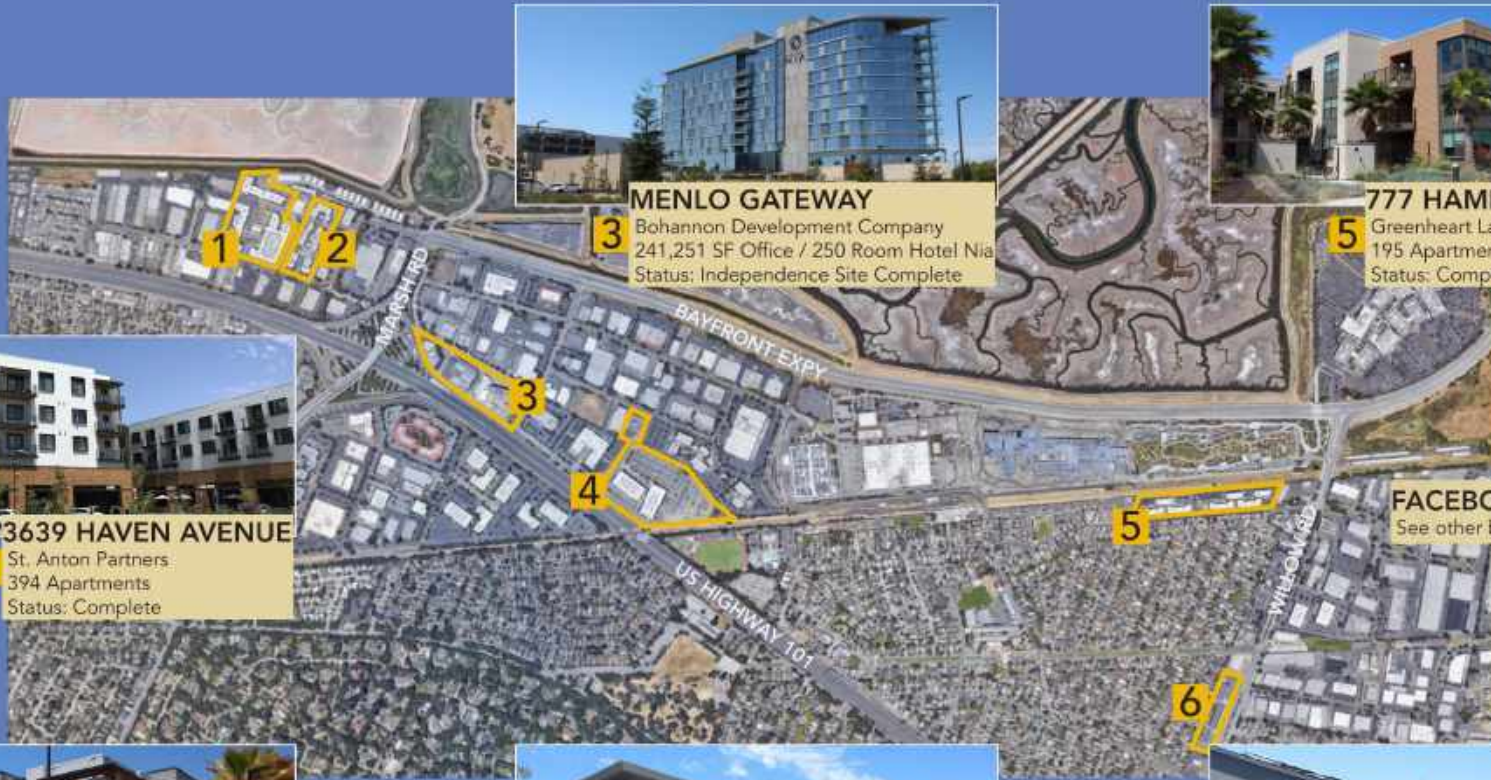 MENLO GATEWAY
3 Bohannon Development Company
241,251 SF Office / 250 Room Hotel Nia
Status: Independence Site Complete
777 HAM
5 Greenheart La
195 Apartmen
Status: Comp
1
2
MARSH RD
BAYFRONT EXPY
3
4
3639 HAVEN AVENUE
St. Anton Partners
394 Apartments
Status: Complete
5
FACEBO
See other
WILLOW RD
US HIGHWAY 101
6